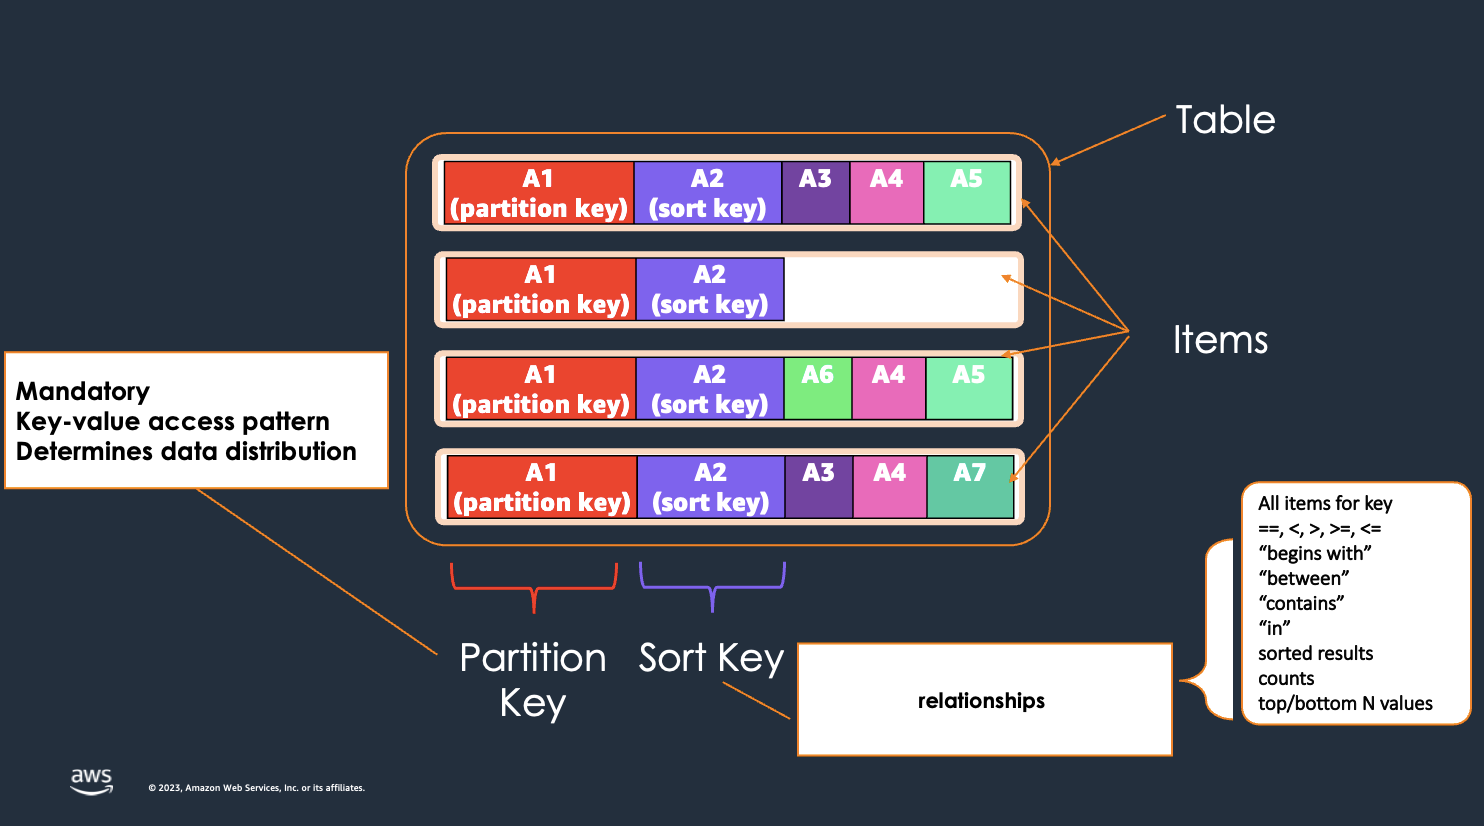 Table
A1
(partition key)
A2
(sort key)
A3
A4
A5
A1
(partition key)
A2
(sort key)
Items
A1
(partition key)
A2
(sort key)
A6
A4
A5
Mandatory
Key-value access pattern
Determines data distribution
A1
(partition key)
A2
(sort key)
A3
A4
A7
All items for key
==, <, >, >=, <=
“begins with”
“between”
“contains”
“in”
sorted results
counts
top/bottom N values
Partition
Key
Sort Key
relationships
aws
© 2023, Amazon Web Services, Inc. or its affiliates.